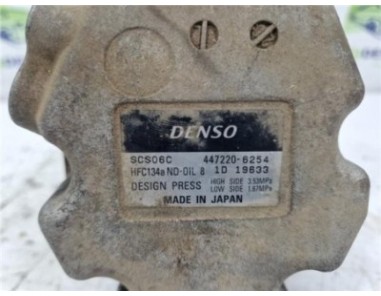 DENSO
SCS06C 447220-6254
HFC134a ND-OIL 8 1D 19633
DESIGN PRESS HIGH SIDE 3.53MPa
LOW SIDE 1.67MPa
MADE IN JAPAN